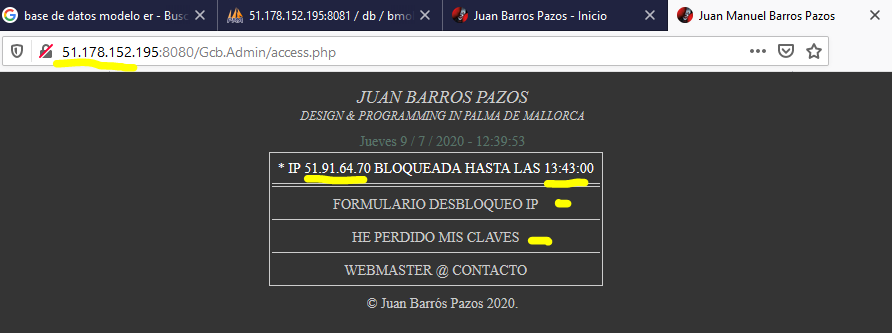 base de datos modelo er - Busc
51.178.152.195:8081 / db / bmo
Juan Barros Pazos - Inicio
Juan Manuel Barros Pazos
51.178.152.195:8080/Gcb.Admin/access.php
JUAN BARROS PAZOS
DESIGN & PROGRAMMING IN PALMA DE MALLORCA
Jueves 9 / 7 / 2020 - 12:39:53
* IP 51.91.64.70 BLOQUEADA HASTA LAS 13:43:00
FORMULARIO DESBLOQUEO IP
HE PERDIDO MIS CLAVES
WEBMASTER @ CONTACTO
© Juan Barrós Pazos 2020.